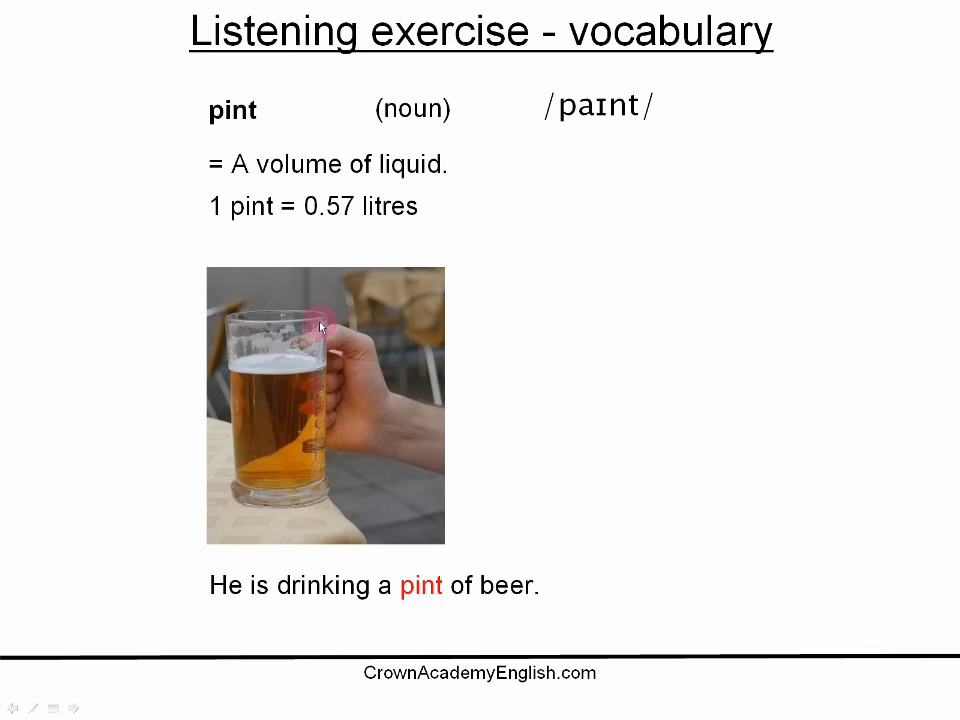 Listening exercise - vocabulary
pint (noun) /paɪnt/
= A volume of liquid.
1 pint = 0.57 litres
He is drinking a pint of beer.
CrownAcademyEnglish.com